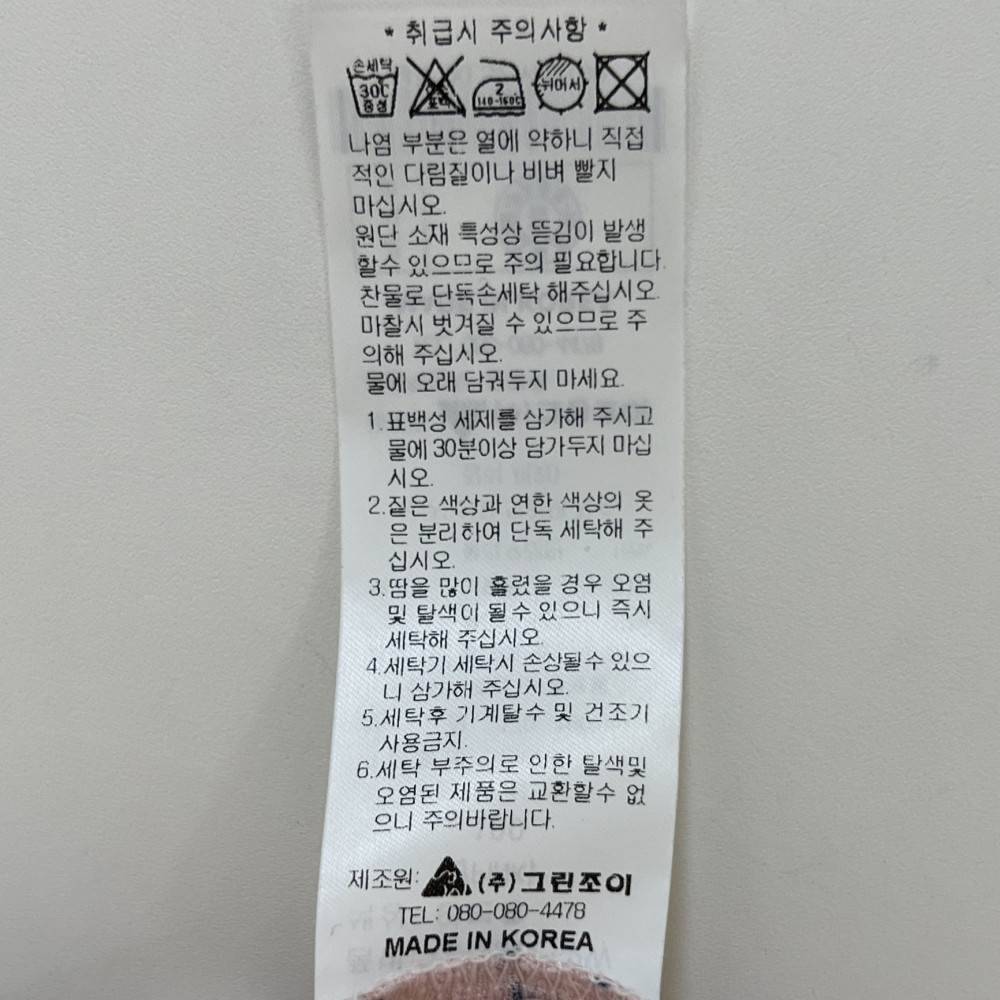 * 취급시 주의사항 *
손세탁
30℃
중성
2
140-160℃
뉘어서
나염 부분은 열에 약하니 직접
적인 다림질이나 비벼 빨지
마십시오.
원단 소재 특성상 뜯김이 발생
할수 있으므로 주의 필요합니다.
찬물로 단독손세탁 해주십시오.
마찰시 벗겨질 수 있으므로 주
의해 주십시오.
물에 오래 담궈두지 마세요.
1.표백성 세제를 삼가해 주시고
물에 30분이상 담가두지 마십
시오.
2.짙은 색상과 연한 색상의 옷
은 분리하여 단독 세탁해 주
십시오.
3.땀을 많이 흘렸을 경우 오염
및 탈색이 될수 있으니 즉시
세탁해 주십시오.
4.세탁기 세탁시 손상될수 있으
니 삼가해 주십시오.
5.세탁후 기계탈수 및 건조기
사용금지.
6.세탁 부주의로 인한 탈색및
오염된 제품은 교환할수 없
으니 주의바랍니다.
제조원: (주)그린조이
TEL: 080-080-4478
MADE IN KOREA